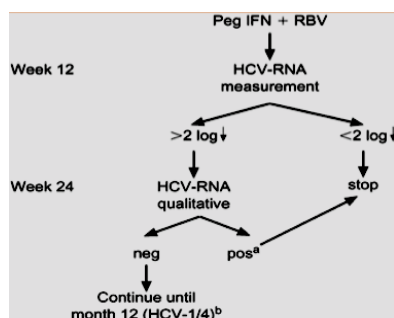 Peg IFN + RBV
Week 12
HCV-RNA
measurement
>2 log↓
<2 log↓
Week 24
HCV-RNA
qualitative
stop
neg
posᵃ
Continue until
month 12 (HCV-1/4)ᵇ